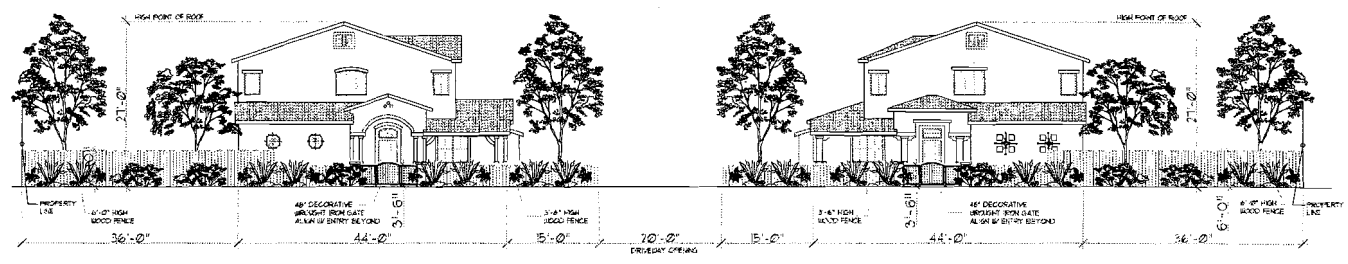 HIGH POINT OF ROOF
HIGH POINT OF ROOF
27'-0"
27'-0"
PROPERTY
LINE
6'-0" HIGH
WOOD FENCE
48" DECORATIVE
WROUGHT IRON GATE
ALIGN W/ ENTRY BEYOND
3'-6"
3'-6" HIGH
WOOD FENCE
3'-6" HIGH
WOOD FENCE
3'-6"
48" DECORATIVE
WROUGHT IRON GATE
ALIGN W/ ENTRY BEYOND
6'-0"
6'-0" HIGH
WOOD FENCE
PROPERTY
LINE
36'-0"
44'-0"
15'-0"
20'-0"
15'-0"
44'-0"
36'-0"
DRIVEWAY OPENING